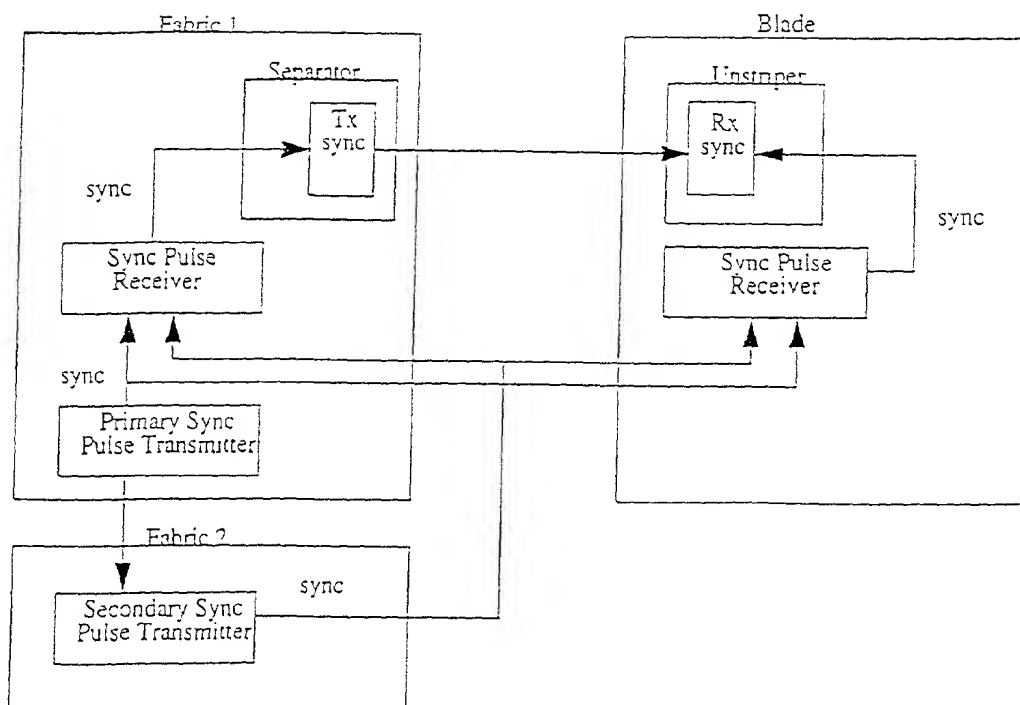 Fabric 1
Blade
Separator
Unstriper
Tx
sync
Rx
sync
sync
sync
Sync Pulse
Receiver
Sync Pulse
Receiver
sync
Primary Sync
Pulse Transmitter
Fabric 2
sync
Secondary Sync
Pulse Transmitter